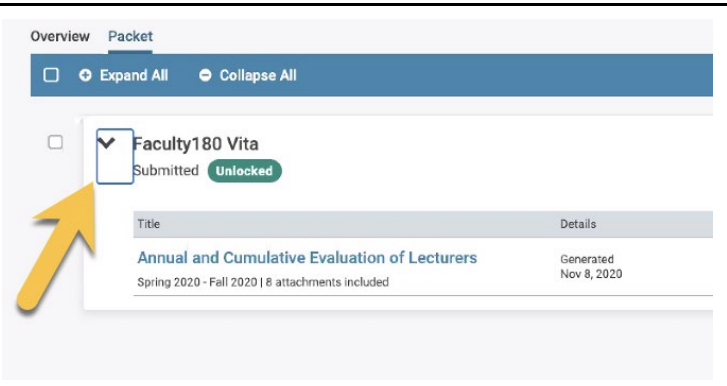 Overview Packet
Expand All Collapse All
Faculty180 Vita
Submitted Unlocked
Title Details
Annual and Cumulative Evaluation of Lecturers Generated
Spring 2020 - Fall 2020 | 8 attachments included Nov 8, 2020